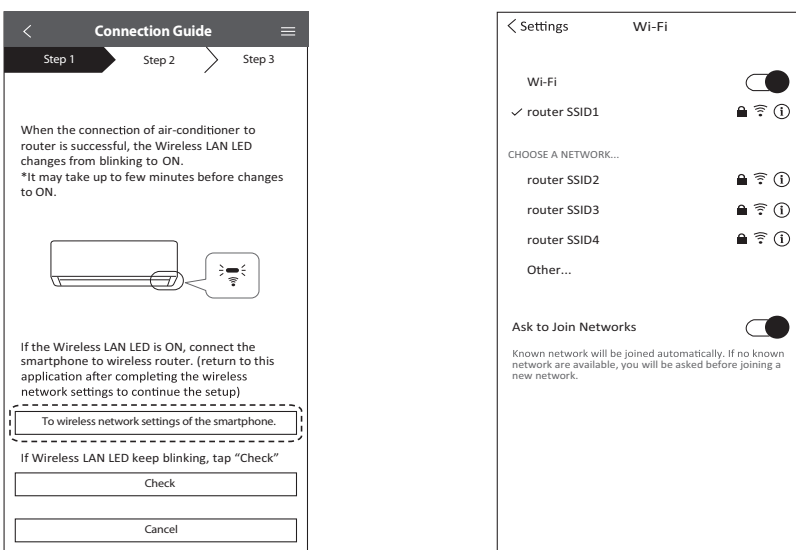 Connection Guide
Step 1
Step 2
Step 3
When the connection of air-conditioner to
router is successful, the Wireless LAN LED
changes from blinking to ON.
*It may take up to few minutes before changes
to ON.
If the Wireless LAN LED is ON, connect the
smartphone to wireless router. (return to this
application after completing the wireless
network settings to continue the setup)
To wireless network settings of the smartphone.
If Wireless LAN LED keep blinking, tap “Check”
Check
Cancel
Settings
Wi-Fi
Wi-Fi
router SSID1
CHOOSE A NETWORK...
router SSID2
router SSID3
router SSID4
Other...
Ask to Join Networks
Known network will be joined automatically. If no known
network are available, you will be asked before joining a
new network.